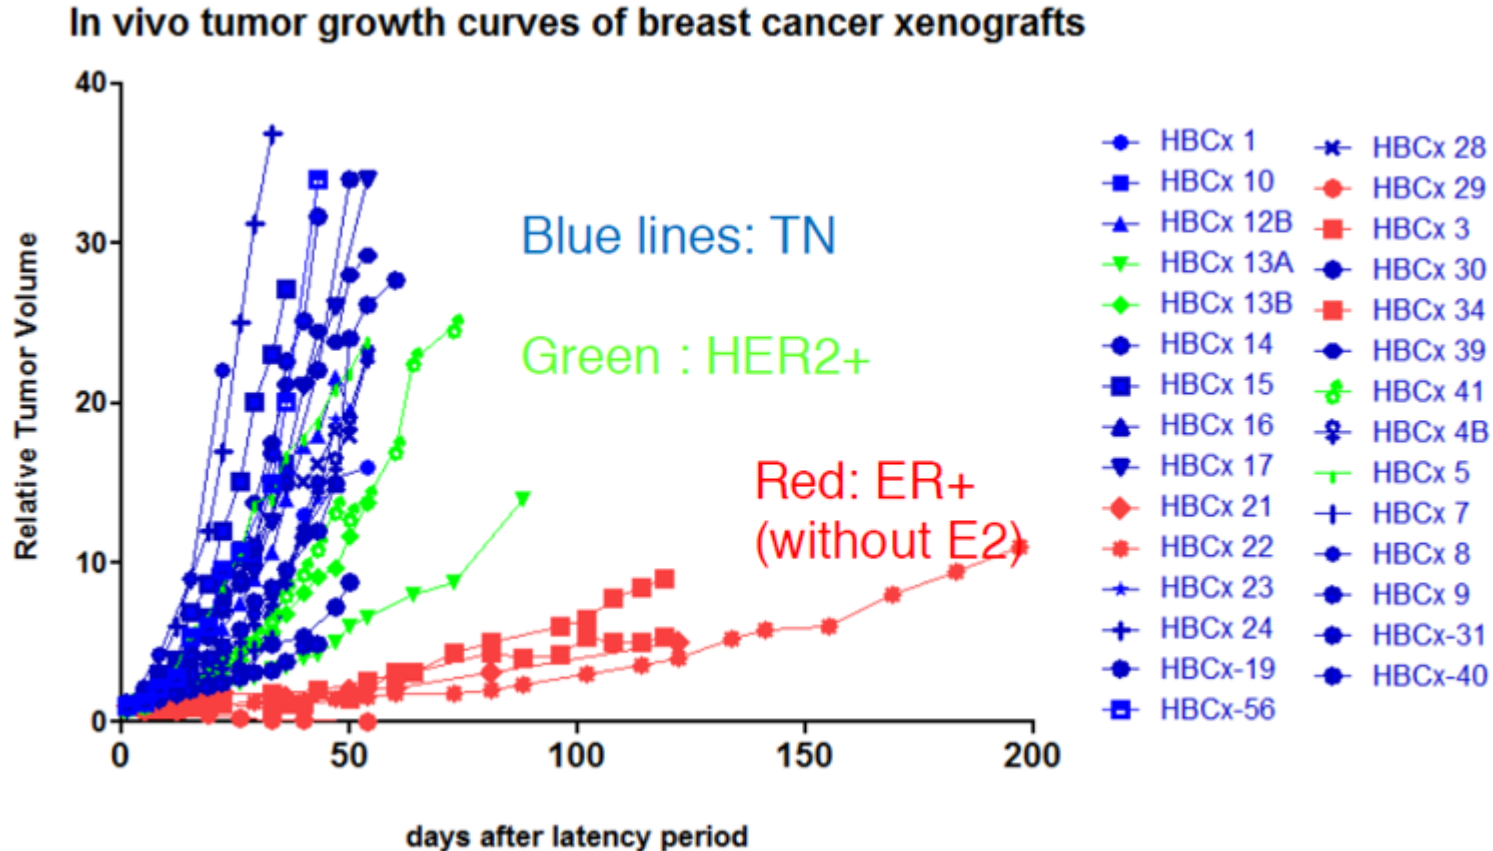 In vivo tumor growth curves of breast cancer xenografts
Relative Tumor Volume
40
30
20
10
0
0 50 100 150 200
days after latency period
Blue lines: TN
Green : HER2+
Red: ER+
(without E2)
HBCx 1
HBCx 10
HBCx 12B
HBCx 13A
HBCx 13B
HBCx 14
HBCx 15
HBCx 16
HBCx 17
HBCx 21
HBCx 22
HBCx 23
HBCx 24
HBCx-19
HBCx-56
HBCx 28
HBCx 29
HBCx 3
HBCx 30
HBCx 34
HBCx 39
HBCx 41
HBCx 4B
HBCx 5
HBCx 7
HBCx 8
HBCx 9
HBCx-31
HBCx-40